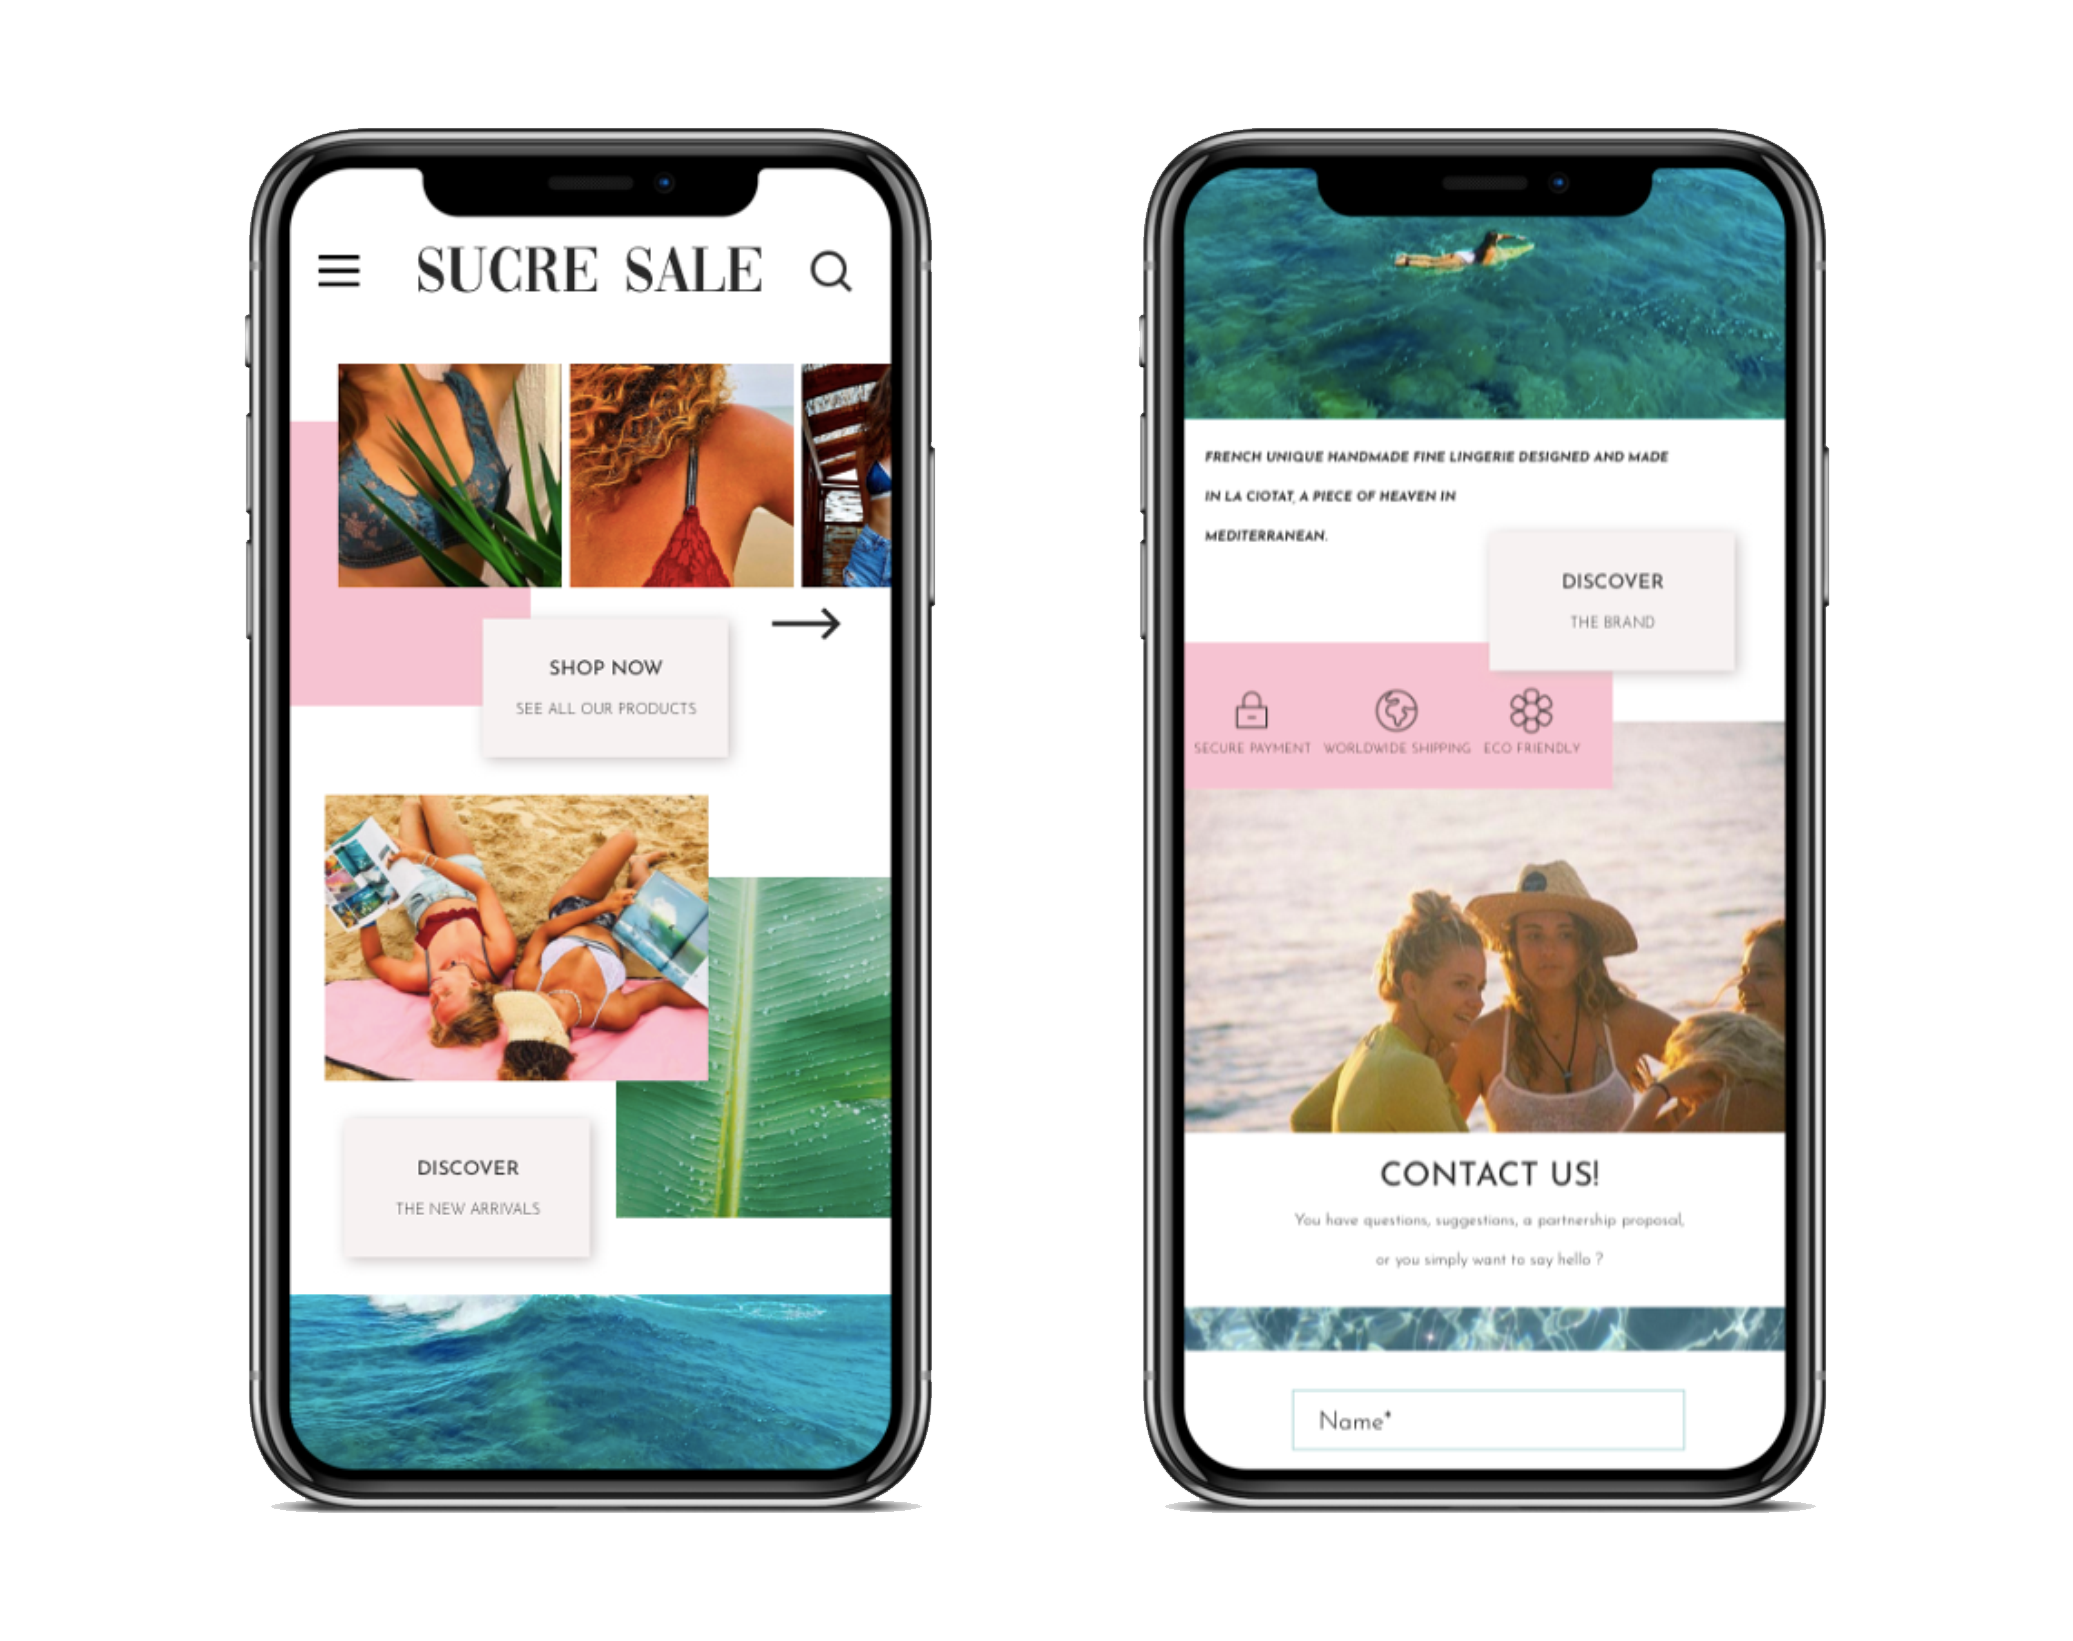 SUCRE SALE
SHOP NOW
SEE ALL OUR PRODUCTS
DISCOVER
THE NEW ARRIVALS
FRENCH UNIQUE HANDMADE FINE LINGERIE DESIGNED AND MADE
IN LA CIOTAT, A PIECE OF HEAVEN IN
MEDITERRANEAN.
DISCOVER
THE BRAND
SECURE PAYMENT WORLDWIDE SHIPPING ECO FRIENDLY
CONTACT US!
You have questions, suggestions, a partnership proposal,
or you simply want to say hello ?
Name*